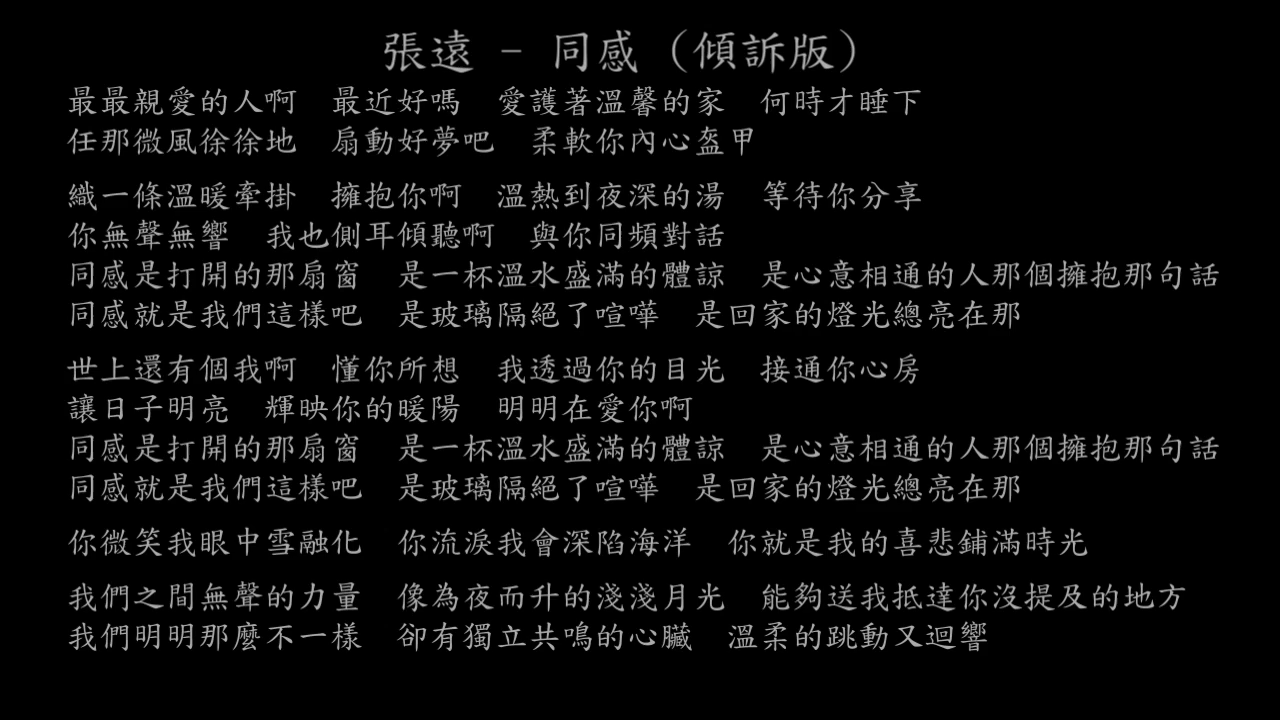 張遠 - 同感 (傾訴版)
最最親愛的人啊　最近好嗎　愛護著溫馨的家　何時才睡下
任那微風徐徐地　扇動好夢吧　柔軟你內心盔甲
織一條溫暖牽掛　擁抱你啊　溫熱到夜深的湯　等待你分享
你無聲無響　我也側耳傾聽啊　與你同頻對話
同感是打開的那扇窗　是一杯溫水盛滿的體諒　是心意相通的人那個擁抱那句話
同感就是我們這樣吧　是玻璃隔絕了喧嘩　是回家的燈光總亮在那
世上還有個我啊　懂你所想　我透過你的目光　接通你心房
讓日子明亮　輝映你的暖陽　明明在愛你啊
同感是打開的那扇窗　是一杯溫水盛滿的體諒　是心意相通的人那個擁抱那句話
同感就是我們這樣吧　是玻璃隔絕了喧嘩　是回家的燈光總亮在那
你微笑我眼中雪融化　你流淚我會深陷海洋　你就是我的喜悲鋪滿時光
我們之間無聲的力量　像為夜而升的淺淺月光　能夠送我抵達你沒提及的地方
我們明明那麼不一樣　卻有獨立共鳴的心臟　溫柔的跳動又迴響